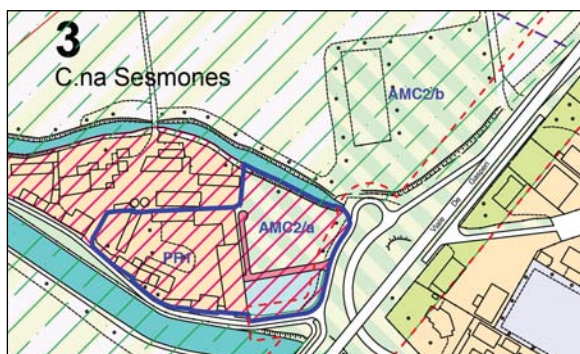 3
C.na Sesmones
AMC2/b
AMC2/a
PR1
Viale De Gasperi